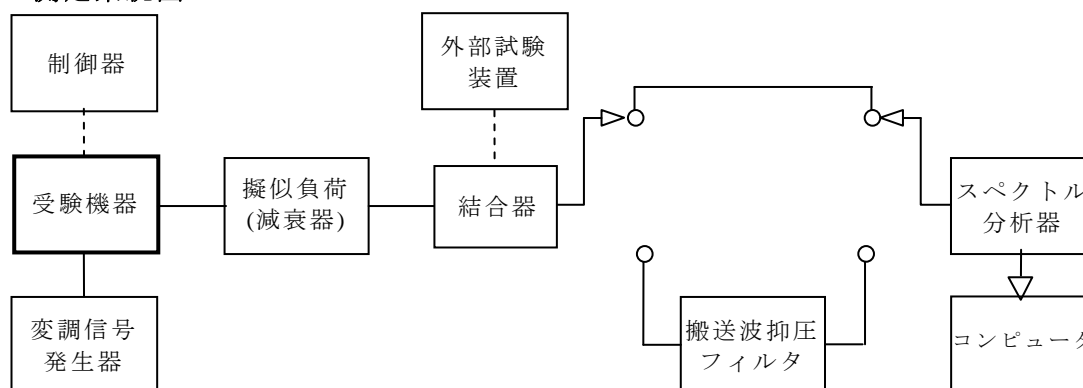 制御器
外部試験
装置
受験機器
擬似負荷
(減衰器)
結合器
スペクトル
分析器
変調信号
発生器
搬送波抑圧
フィルタ
コンピュータ